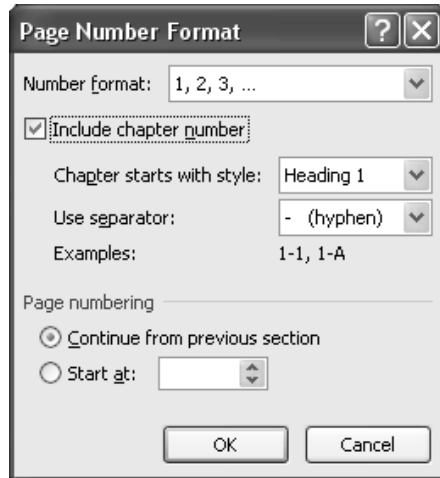 Page Number Format
Number format: 1, 2, 3, ...
Include chapter number
Chapter starts with style: Heading 1
Use separator: - (hyphen)
Examples: 1-1, 1-A
Page numbering
Continue from previous section
Start at:
OK Cancel